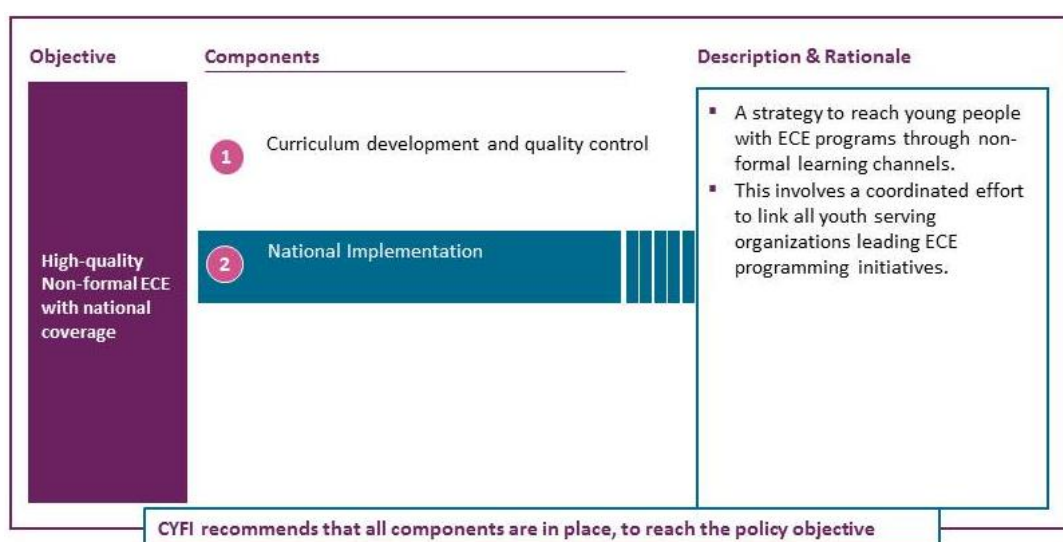 Objective
Components
Description & Rationale
High-quality
Non-formal ECE
with national
coverage
1
Curriculum development and quality control
2
National Implementation
▪ A strategy to reach young people
with ECE programs through non-
formal learning channels.
▪ This involves a coordinated effort
to link all youth serving
organizations leading ECE
programming initiatives.
CYFI recommends that all components are in place, to reach the policy objective